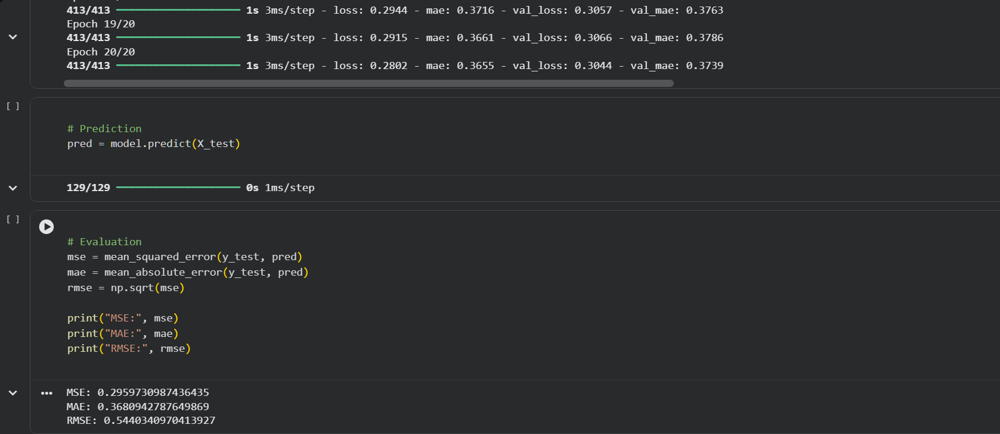 413/413 ━━━━━━━━━━━━━━━━━━━━ 1s 3ms/step - loss: 0.2944 - mae: 0.3716 - val_loss: 0.3057 - val_mae: 0.3763
Epoch 19/20
413/413 ━━━━━━━━━━━━━━━━━━━━ 1s 3ms/step - loss: 0.2915 - mae: 0.3661 - val_loss: 0.3066 - val_mae: 0.3786
Epoch 20/20
413/413 ━━━━━━━━━━━━━━━━━━━━ 1s 3ms/step - loss: 0.2802 - mae: 0.3655 - val_loss: 0.3044 - val_mae: 0.3739
[ ]
# Prediction
pred = model.predict(X_test)
129/129 ━━━━━━━━━━━━━━━━━━━━ 0s 1ms/step
[ ]
# Evaluation
mse = mean_squared_error(y_test, pred)
mae = mean_absolute_error(y_test, pred)
rmse = np.sqrt(mse)
print("MSE:", mse)
print("MAE:", mae)
print("RMSE:", rmse)
MSE: 0.2959730987436435
MAE: 0.3680942787649869
RMSE: 0.5440340970413927